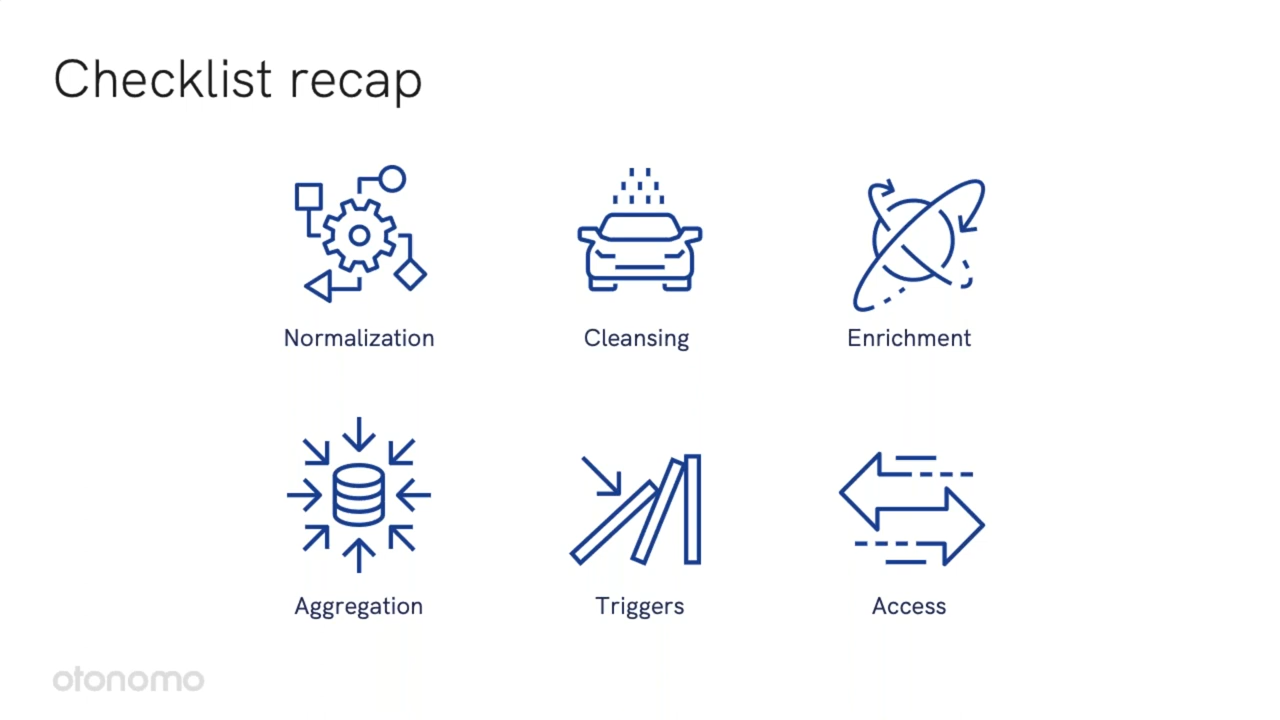 Checklist recap
Normalization
Cleansing
Enrichment
Aggregation
Triggers
Access
otonomo